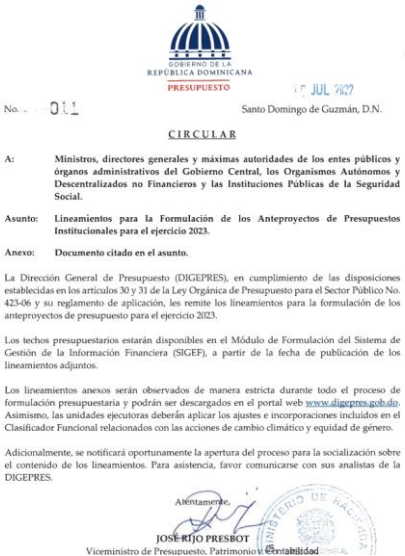 GOBIERNO DE LA
REPÚBLICA DOMINICANA
PRESUPUESTO
JUL 2022
No. 011
Santo Domingo de Guzmán, D.N.
CIRCULAR
A: Ministros, directores generales y máximas autoridades de los entes públicos y
órganos administrativos del Gobierno Central, los Organismos Autónomos y
Descentralizados no Financieros y las Instituciones Públicas de la Seguridad
Social.
Asunto: Lineamientos para la Formulación de los Anteproyectos de Presupuestos
Institucionales para el ejercicio 2023.
Anexo: Documento citado en el asunto.
La Dirección General de Presupuesto (DIGEPRES), en cumplimiento de las disposiciones
establecidas en los artículos 30 y 31 de la Ley Orgánica de Presupuesto para el Sector Público No.
423-06 y su reglamento de aplicación, les remite los lineamientos para la formulación de los
anteproyectos de presupuesto para el ejercicio 2023.
Los techos presupuestarios estarán disponibles en el Módulo de Formulación del Sistema de
Gestión de la Información Financiera (SIGEF), a partir de la fecha de publicación de los
lineamientos adjuntos.
Los lineamientos anexos serán observados de manera estricta durante todo el proceso de
formulación presupuestaria y podrán ser descargados en el portal web www.digepres.gob.do.
Asimismo, las unidades ejecutoras deberán aplicar los ajustes e incorporaciones incluidos en el
Clasificador Funcional relacionados con las acciones de cambio climático y equidad de género.
Adicionalmente, se notificará oportunamente la apertura del proceso para la socialización sobre
el contenido de los lineamientos. Para asistencia, favor comunicarse con sus analistas de la
DIGEPRES.
Atentamente,
JOSÉ RIJO PRESBOT
Viceministro de Presupuesto, Patrimonio y Contabilidad
MINISTERIO DE HACIENDA